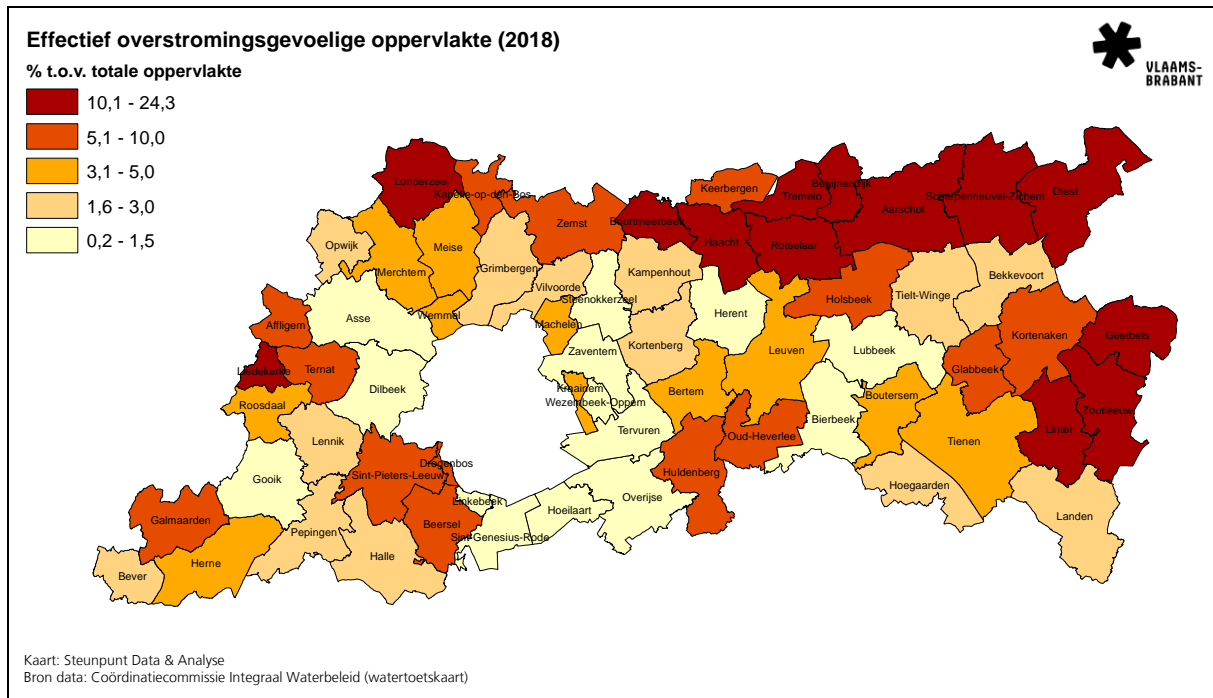 Effectief overstromingsgevoelige oppervlakte (2018)
% t.o.v. totale oppervlakte
10,1 - 24,3
5,1 - 10,0
3,1 - 5,0
1,6 - 3,0
0,2 - 1,5
VLAAMS-
BRABANT
Londerzeel
Kapelle-op-den-Bos
Keerbergen
Begijnendijk
Tremelo
Scherpenheuvel-Zichem
Diest
Aarschot
Zemst
Boortmeerbeek
Haacht
Rotselaar
Opwijk
Merchtem
Meise
Grimbergen
Vilvoorde
Kampenhout
Steenokkerzeel
Bekkevoort
Tielt-Winge
Holsbeek
Herent
Affligem
Asse
Wemmel
Machelen
Kortenberg
Zaventem
Leuven
Lubbeek
Kortenaken
Geetbets
Glabbeek
Liedekerke
Ternat
Dilbeek
Kraainem
Wezembeek-Oppem
Bertem
Boutersem
Roosdaal
Zoutleeuw
Linter
Bierbeek
Tervuren
Oud-Heverlee
Tienen
Lennik
Drogenbos
Sint-Pieters-Leeuw
Huldenberg
Gooik
Linkebeek
Hoeilaart
Overijse
Hoegaarden
Galmaarden
Beersel
Sint-Genesius-Rode
Landen
Pepingen
Halle
Herne
Bever
Kaart: Steunpunt Data & Analyse
Bron data: Coördinatiecommissie Integraal Waterbeleid (watertoetskaart)